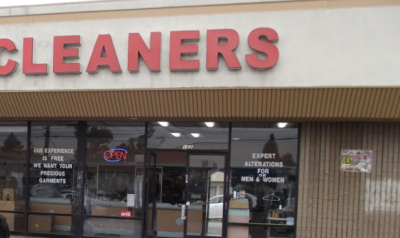 CLEANERS
OUR EXPERIENCE
IS FREE
WE WANT YOUR
PRECIOUS
GARMENTS
OPEN
EXPERT
ALTERATIONS
FOR
MEN & WOMEN